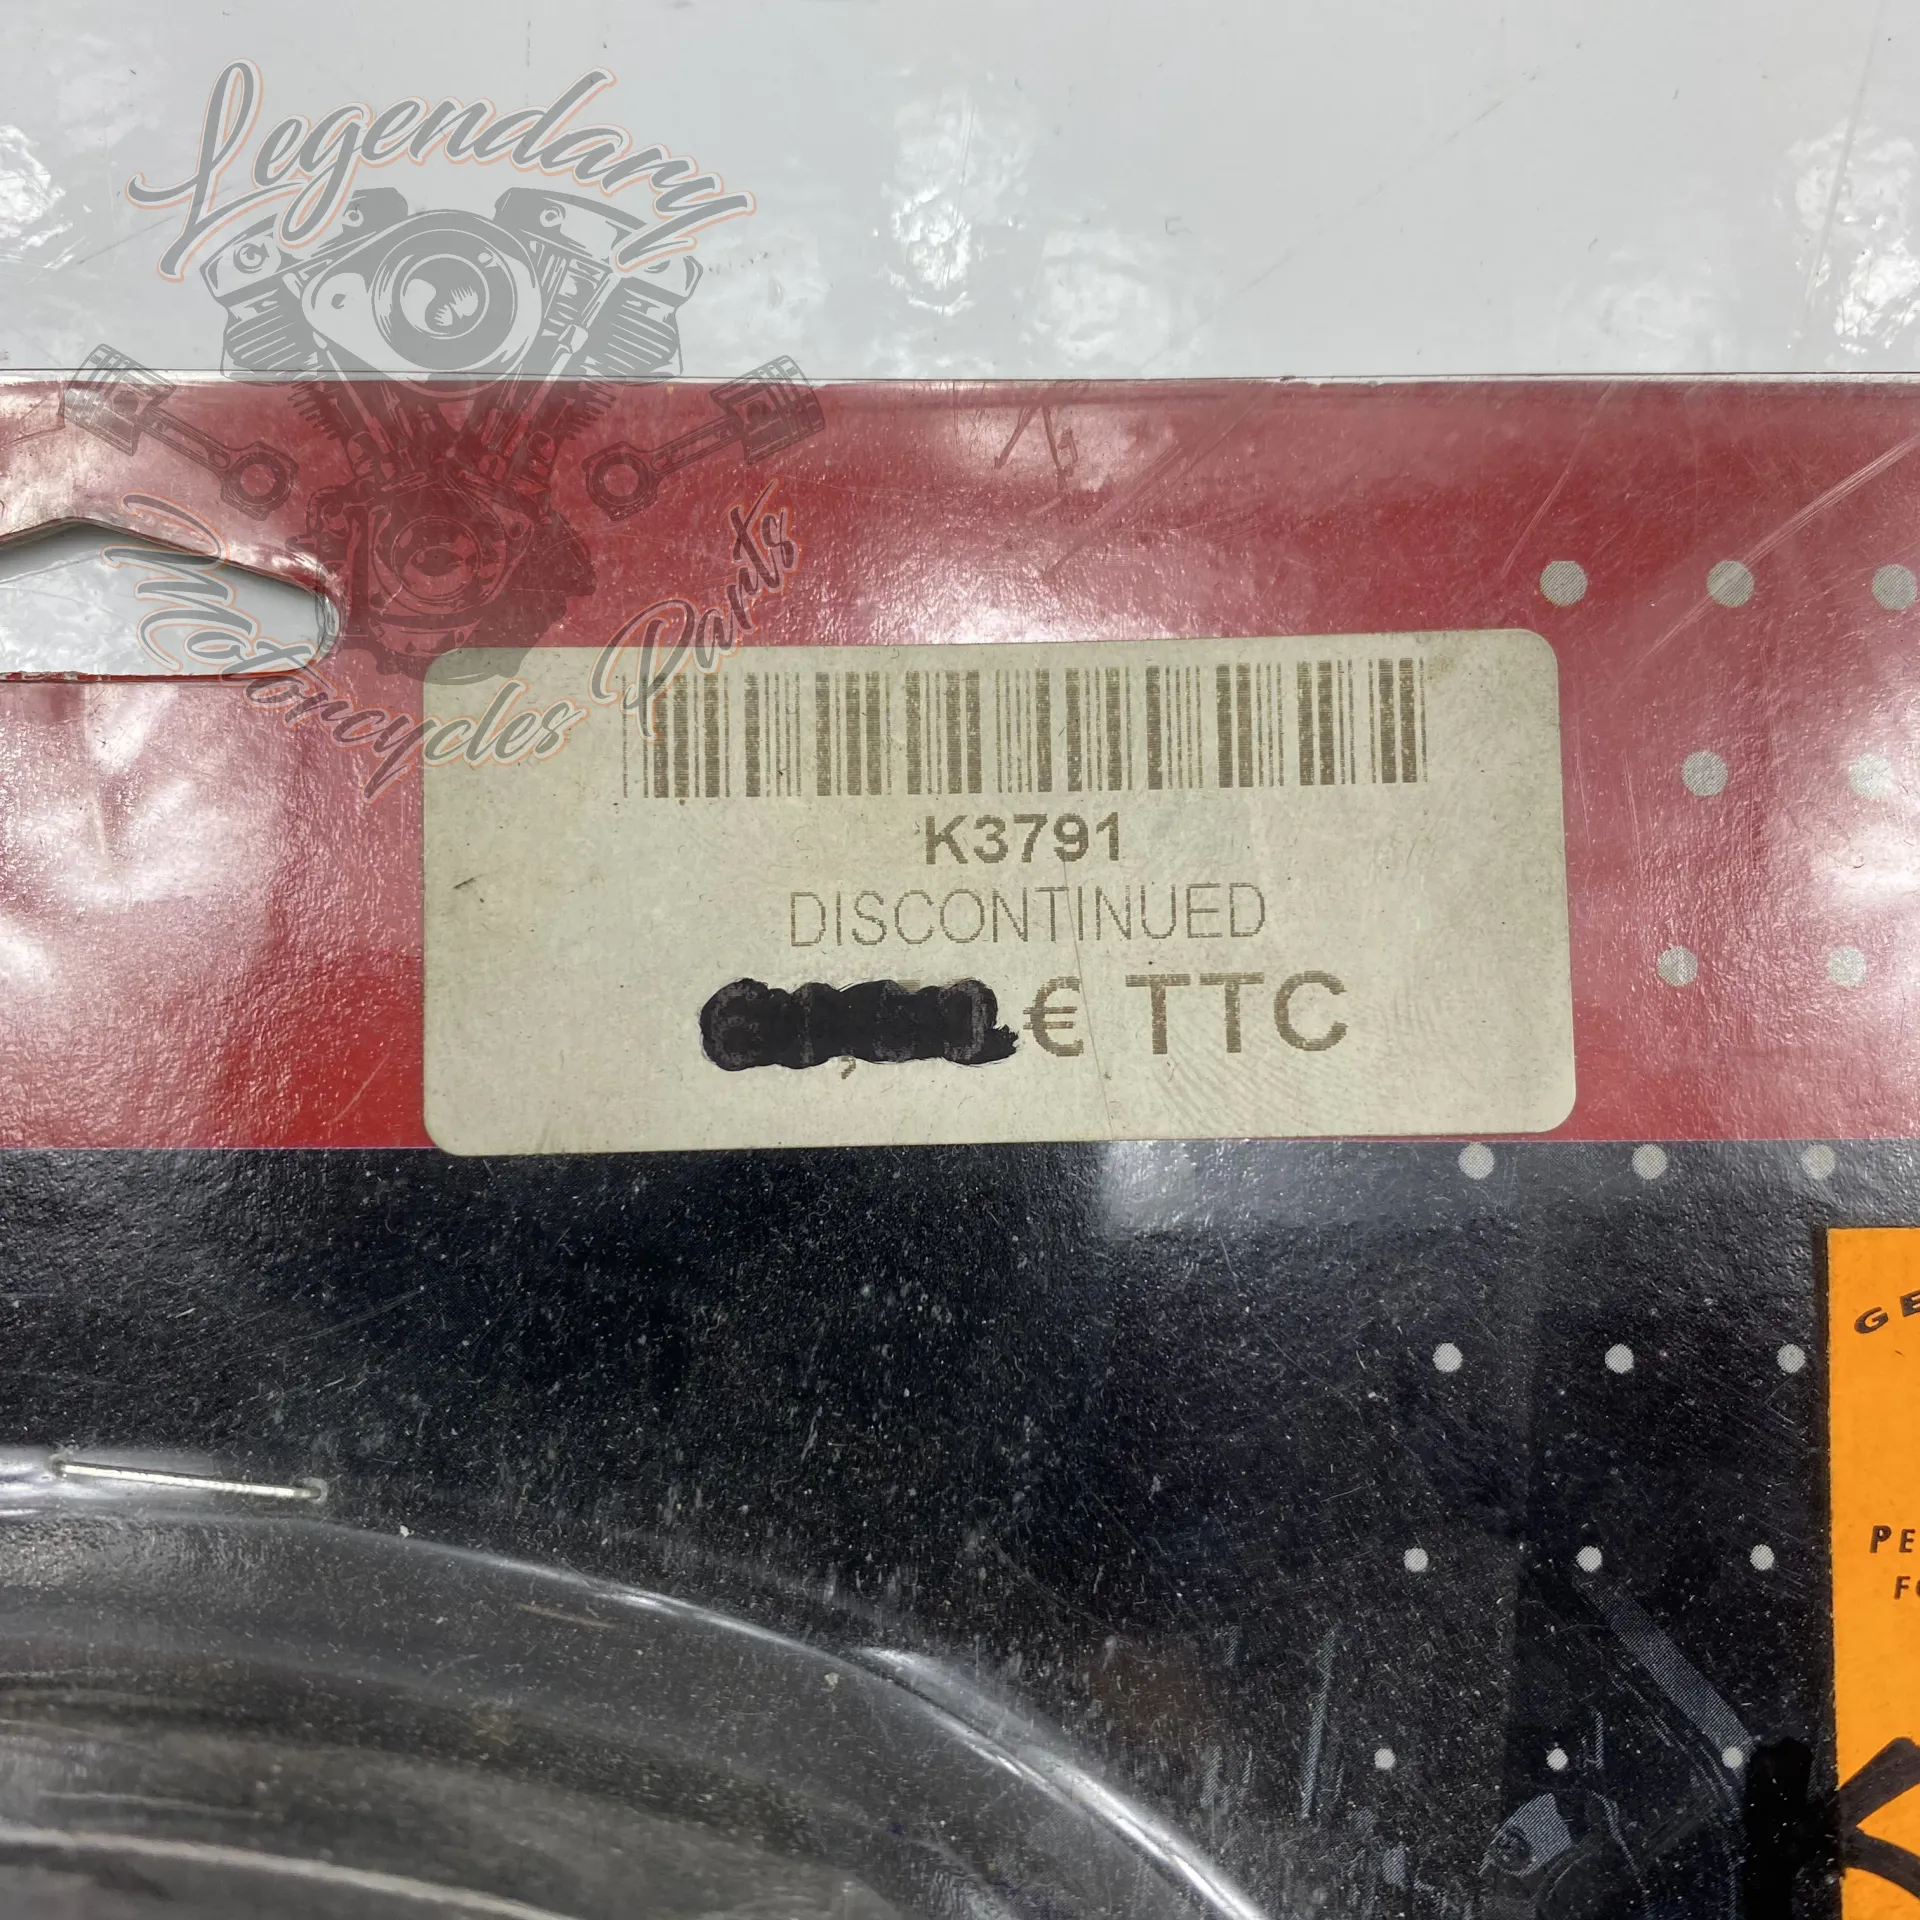 Legendary
Motorcycles Parts
K3791
DISCONTINUED
€ TTC